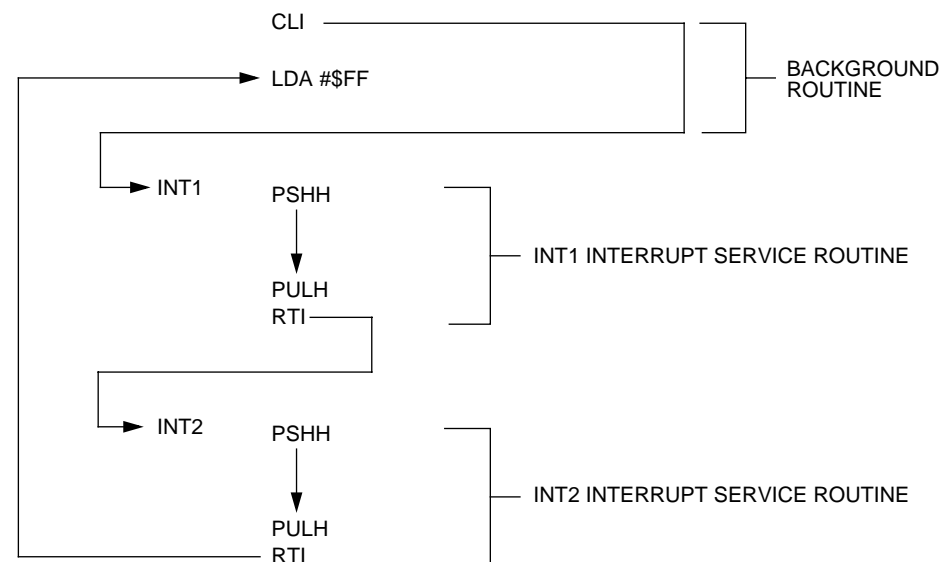 CLI
LDA #$FF
BACKGROUND
ROUTINE
INT1
PSHH
INT1 INTERRUPT SERVICE ROUTINE
PULH
RTI
INT2
PSHH
INT2 INTERRUPT SERVICE ROUTINE
PULH
RTI